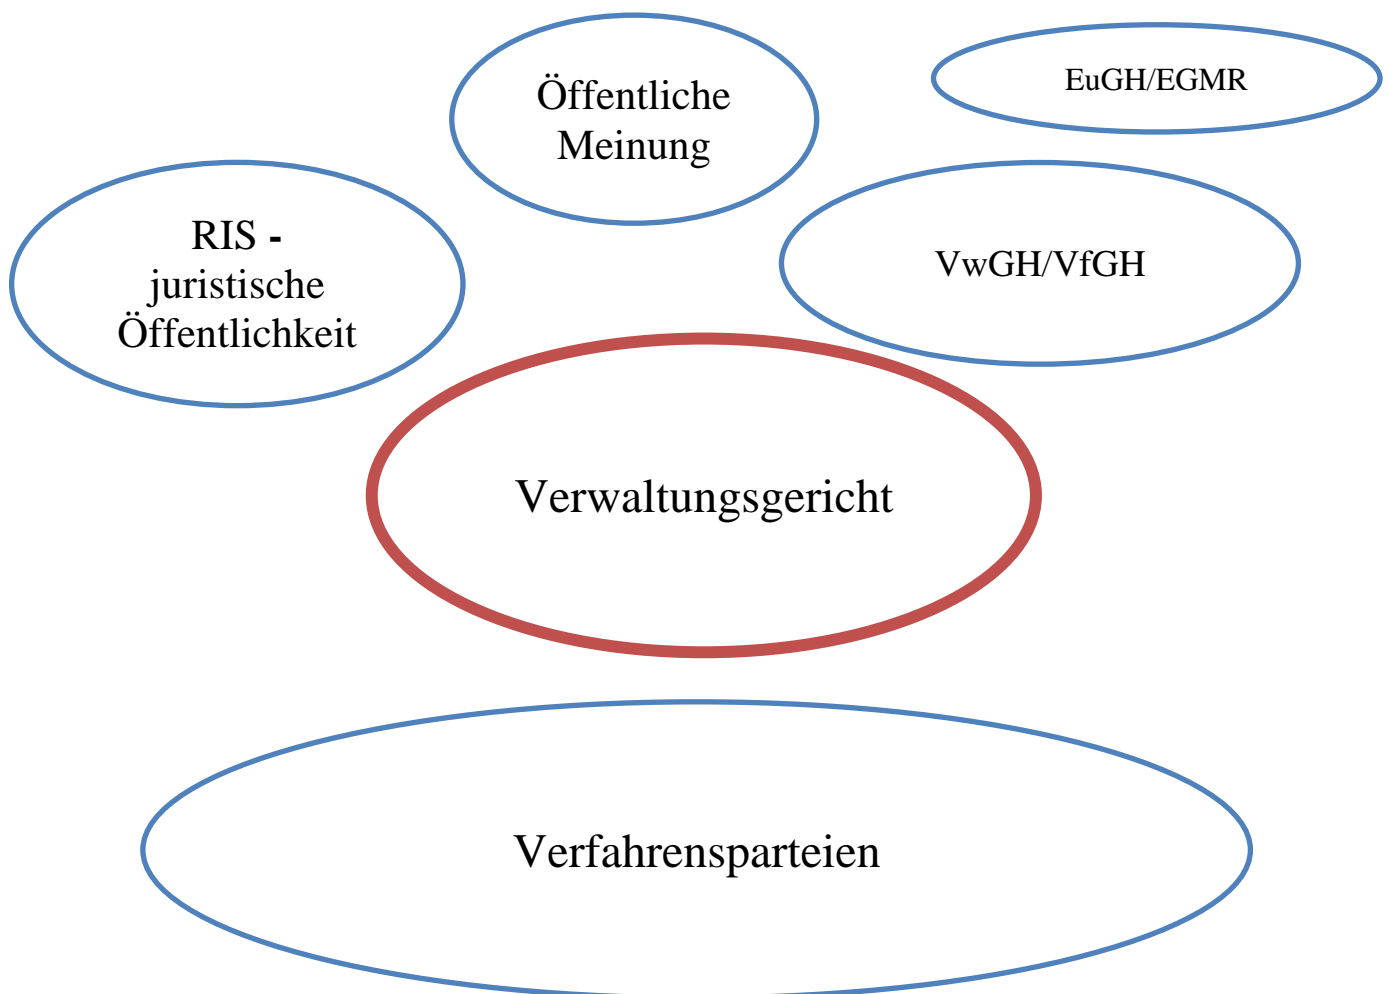 Öffentliche
Meinung
EuGH/EGMR
RIS -
juristische
Öffentlichkeit
VwGH/VfGH
Verwaltungsgericht
Verfahrensparteien